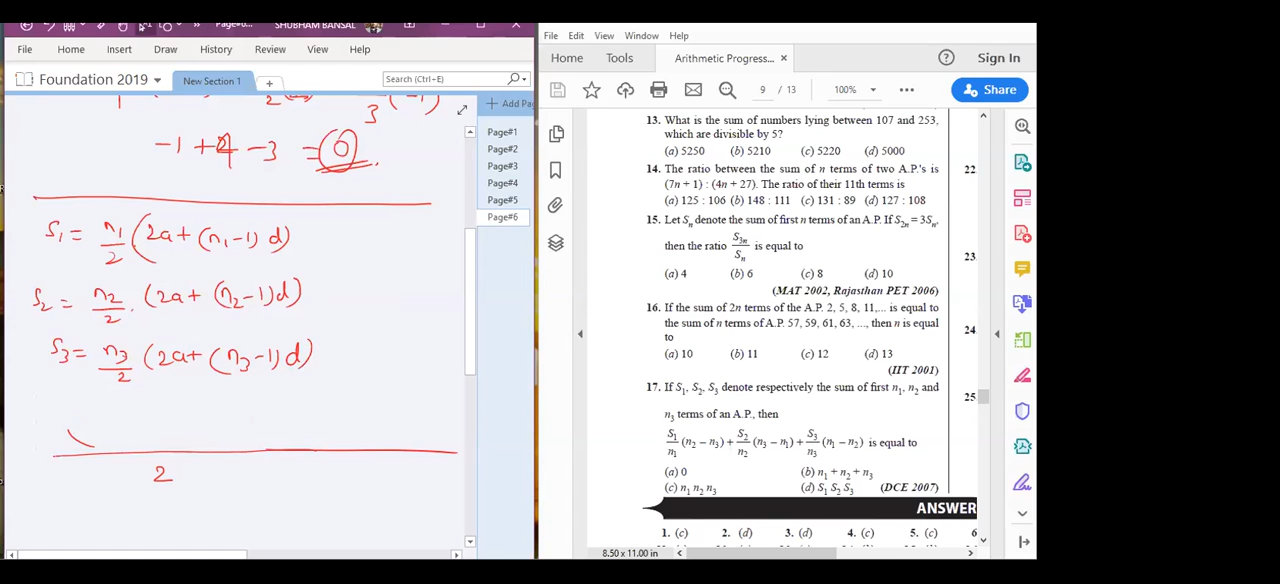 SHUBHAM BANSAL
File Home Insert Draw History Review View Help
Foundation 2019
New Section 1
Search (Ctrl+E)
Add Pa
Page#1
Page#2
Page#3
Page#4
Page#5
Page#6
-1 + 4 - 3 = 0
S1 = n1/2 (2a + (n1-1) d)
S2 = n2/2 . (2a + (n2-1) d)
S3 = n3/2 (2a + (n3-1) d)
2
File Edit View Window Help
Home Tools Arithmetic Progress... × Sign In
9 / 13 100% Share
13. What is the sum of numbers lying between 107 and 253,
which are divisible by 5?
(a) 5250 (b) 5210 (c) 5220 (d) 5000
14. The ratio between the sum of n terms of two A.P.'s is
(7n + 1) : (4n + 27). The ratio of their 11th terms is
(a) 125 : 106 (b) 148 : 111 (c) 131 : 89 (d) 127 : 108
15. Let Sn denote the sum of first n terms of an A.P. If S2n = 3Sn,
then the ratio S3n/Sn is equal to
(a) 4 (b) 6 (c) 8 (d) 10
(MAT 2002, Rajasthan PET 2006)
16. If the sum of 2n terms of the A.P. 2, 5, 8, 11,... is equal to
the sum of n terms of A.P. 57, 59, 61, 63, ..., then n is equal
to
(a) 10 (b) 11 (c) 12 (d) 13
(IIT 2001)
17. If S1, S2, S3 denote respectively the sum of first n1, n2 and
n3 terms of an A.P., then
S1/n1 (n2 − n3) + S2/n2 (n3 − n1) + S3/n3 (n1 − n2) is equal to
(a) 0 (b) n1 + n2 + n3
(c) n1 n2 n3 (d) S1 S2 S3 (DCE 2007)
22
23
24
25
ANSWER
1. (c) 2. (d) 3. (d) 4. (c) 5. (c) 6
8.50 x 11.00 in